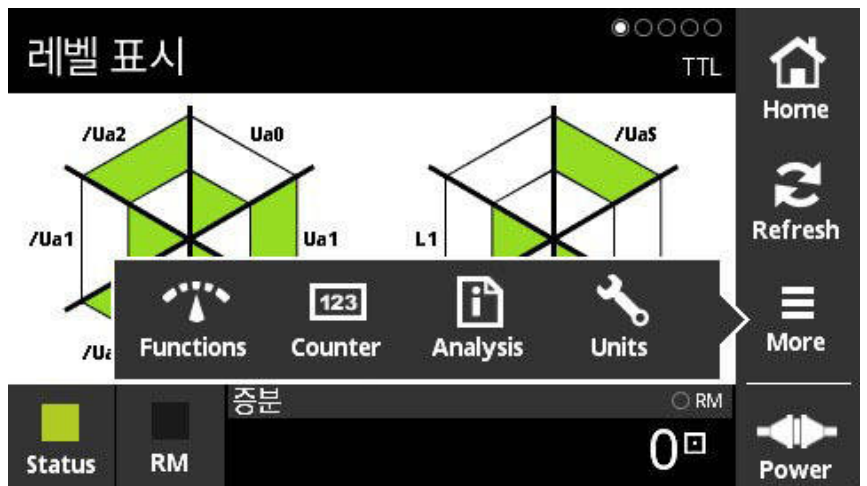 레벨 표시
TTL
Home
/Ua2
Ua0
/UaS
Refresh
/Ua1
Ua1
L1
Functions
Counter
Analysis
Units
123
More
증분
RM
Status
RM
0
Power